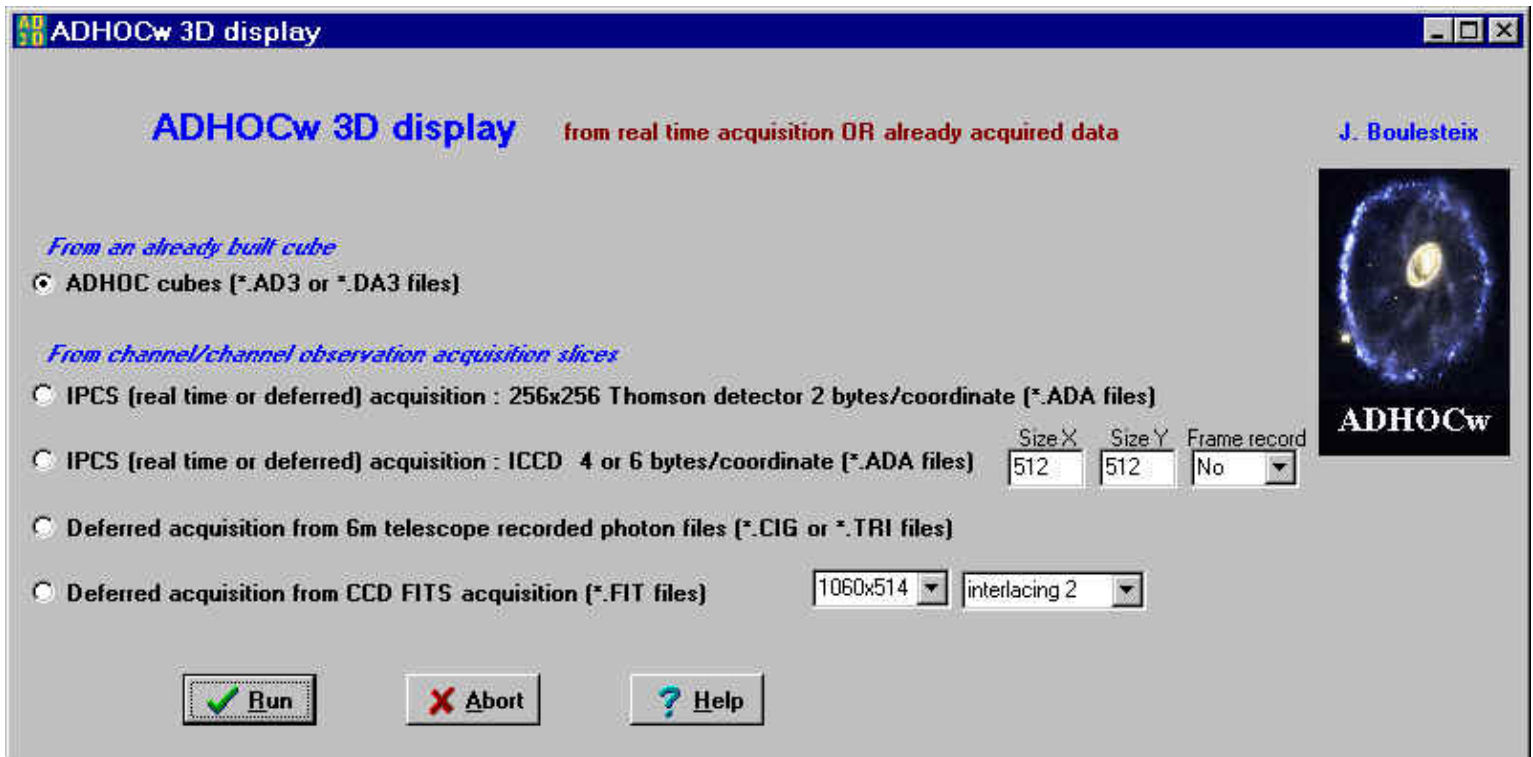 ADHOCw 3D display
ADHOCw 3D display from real time acquisition OR already acquired data J. Boulesteix
From an already built cube
ADHOC cubes (*.AD3 or *.DA3 files)
ADHOCw
From channel/channel observation acquisition slices
IPCS (real time or deferred) acquisition : 256x256 Thomson detector 2 bytes/coordinate (*.ADA files)
Size X Size Y Frame record
IPCS (real time or deferred) acquisition : ICCD 4 or 6 bytes/coordinate (*.ADA files) 512 512 No
Deferred acquisition from 6m telescope recorded photon files (*.CIG or *.TRI files)
Deferred acquisition from CCD FITS acquisition (*.FIT files) 1060x514 interlacing 2
Run Abort Help